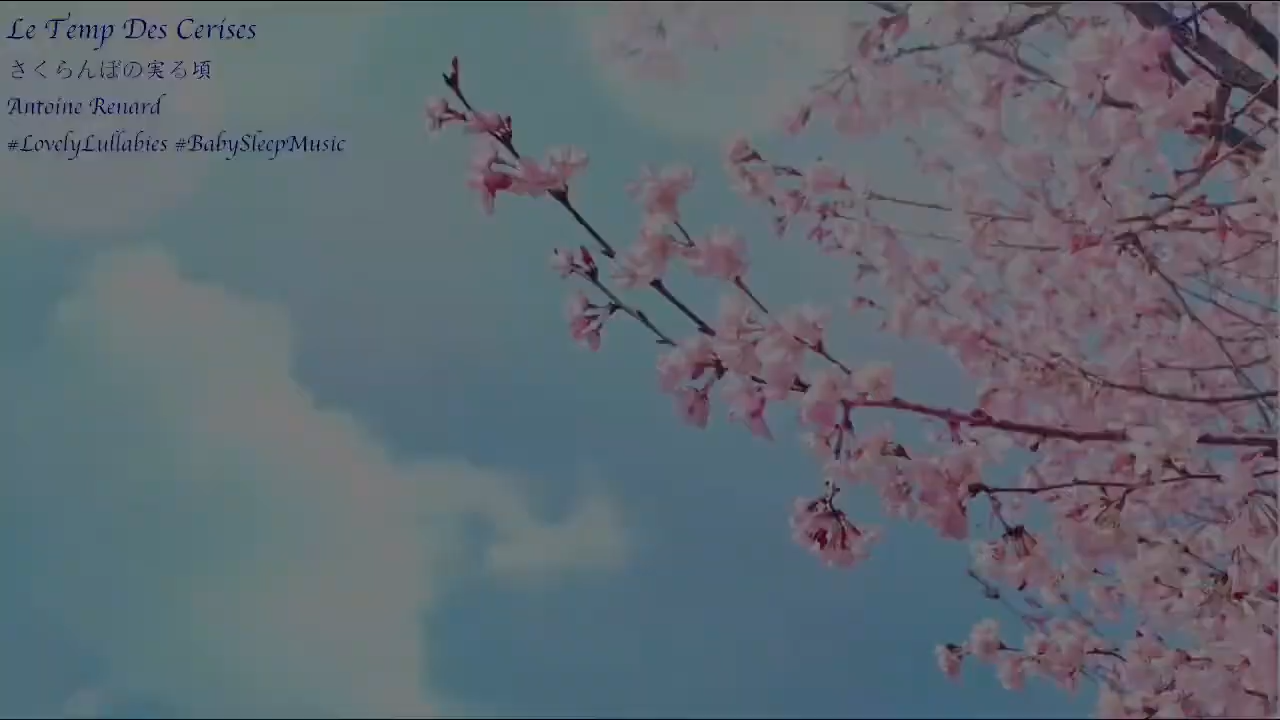 Le Temp Des Cerises
さくらんぼの実る頃
Antoine Renard
#LovelyLullabies #BabySleepMusic